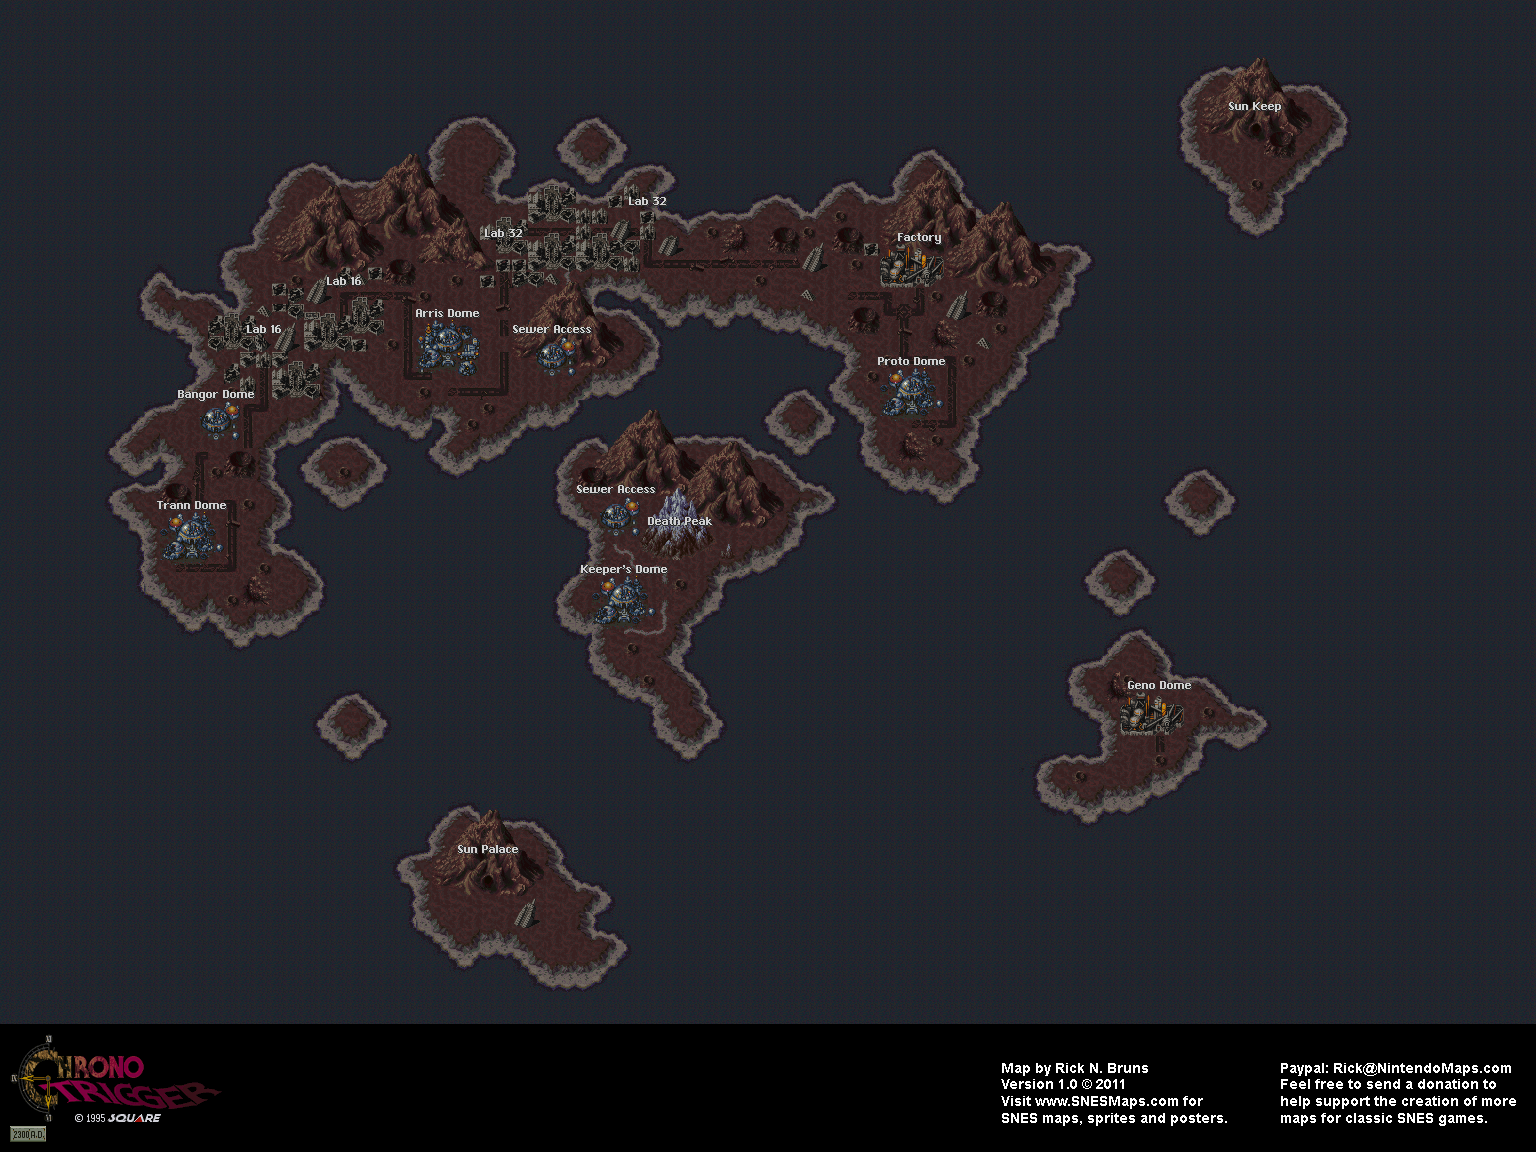 Sun Keep
Lab 32
Lab 32
Factory
Lab 16
Arris Dome
Lab 16
Sewer Access
Proto Dome
Bangor Dome
Sewer Access
Trann Dome
Death Peak
Keeper's Dome
Geno Dome
Sun Palace
CHRONO
TRIGGER
© 1995 SQUARE
2300 A.D.
Map by Rick N. Bruns
Version 1.0 © 2011
Visit www.SNESMaps.com for
SNES maps, sprites and posters.
Paypal: Rick@NintendoMaps.com
Feel free to send a donation to
help support the creation of more
maps for classic SNES games.